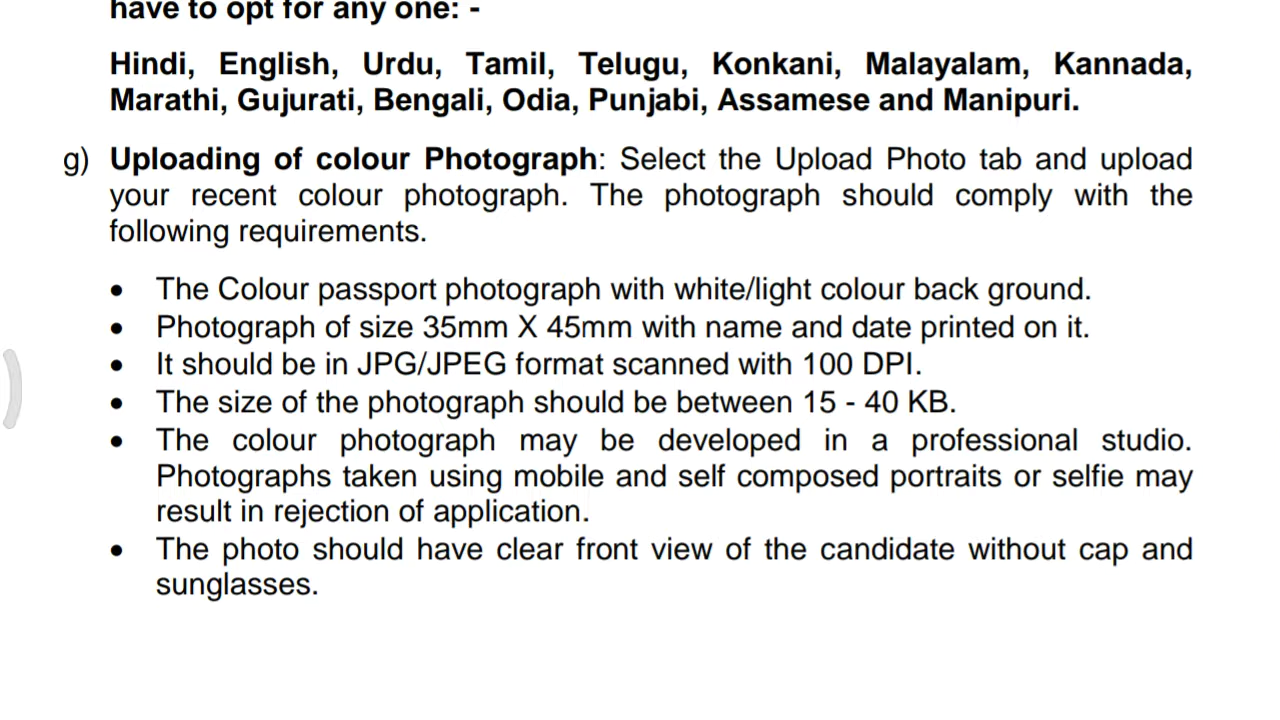 have to opt for any one: -
Hindi, English, Urdu, Tamil, Telugu, Konkani, Malayalam, Kannada,
Marathi, Gujurati, Bengali, Odia, Punjabi, Assamese and Manipuri.
g) Uploading of colour Photograph: Select the Upload Photo tab and upload
your recent colour photograph. The photograph should comply with the
following requirements.
• The Colour passport photograph with white/light colour back ground.
• Photograph of size 35mm X 45mm with name and date printed on it.
• It should be in JPG/JPEG format scanned with 100 DPI.
• The size of the photograph should be between 15 - 40 KB.
• The colour photograph may be developed in a professional studio.
Photographs taken using mobile and self composed portraits or selfie may
result in rejection of application.
• The photo should have clear front view of the candidate without cap and
sunglasses.